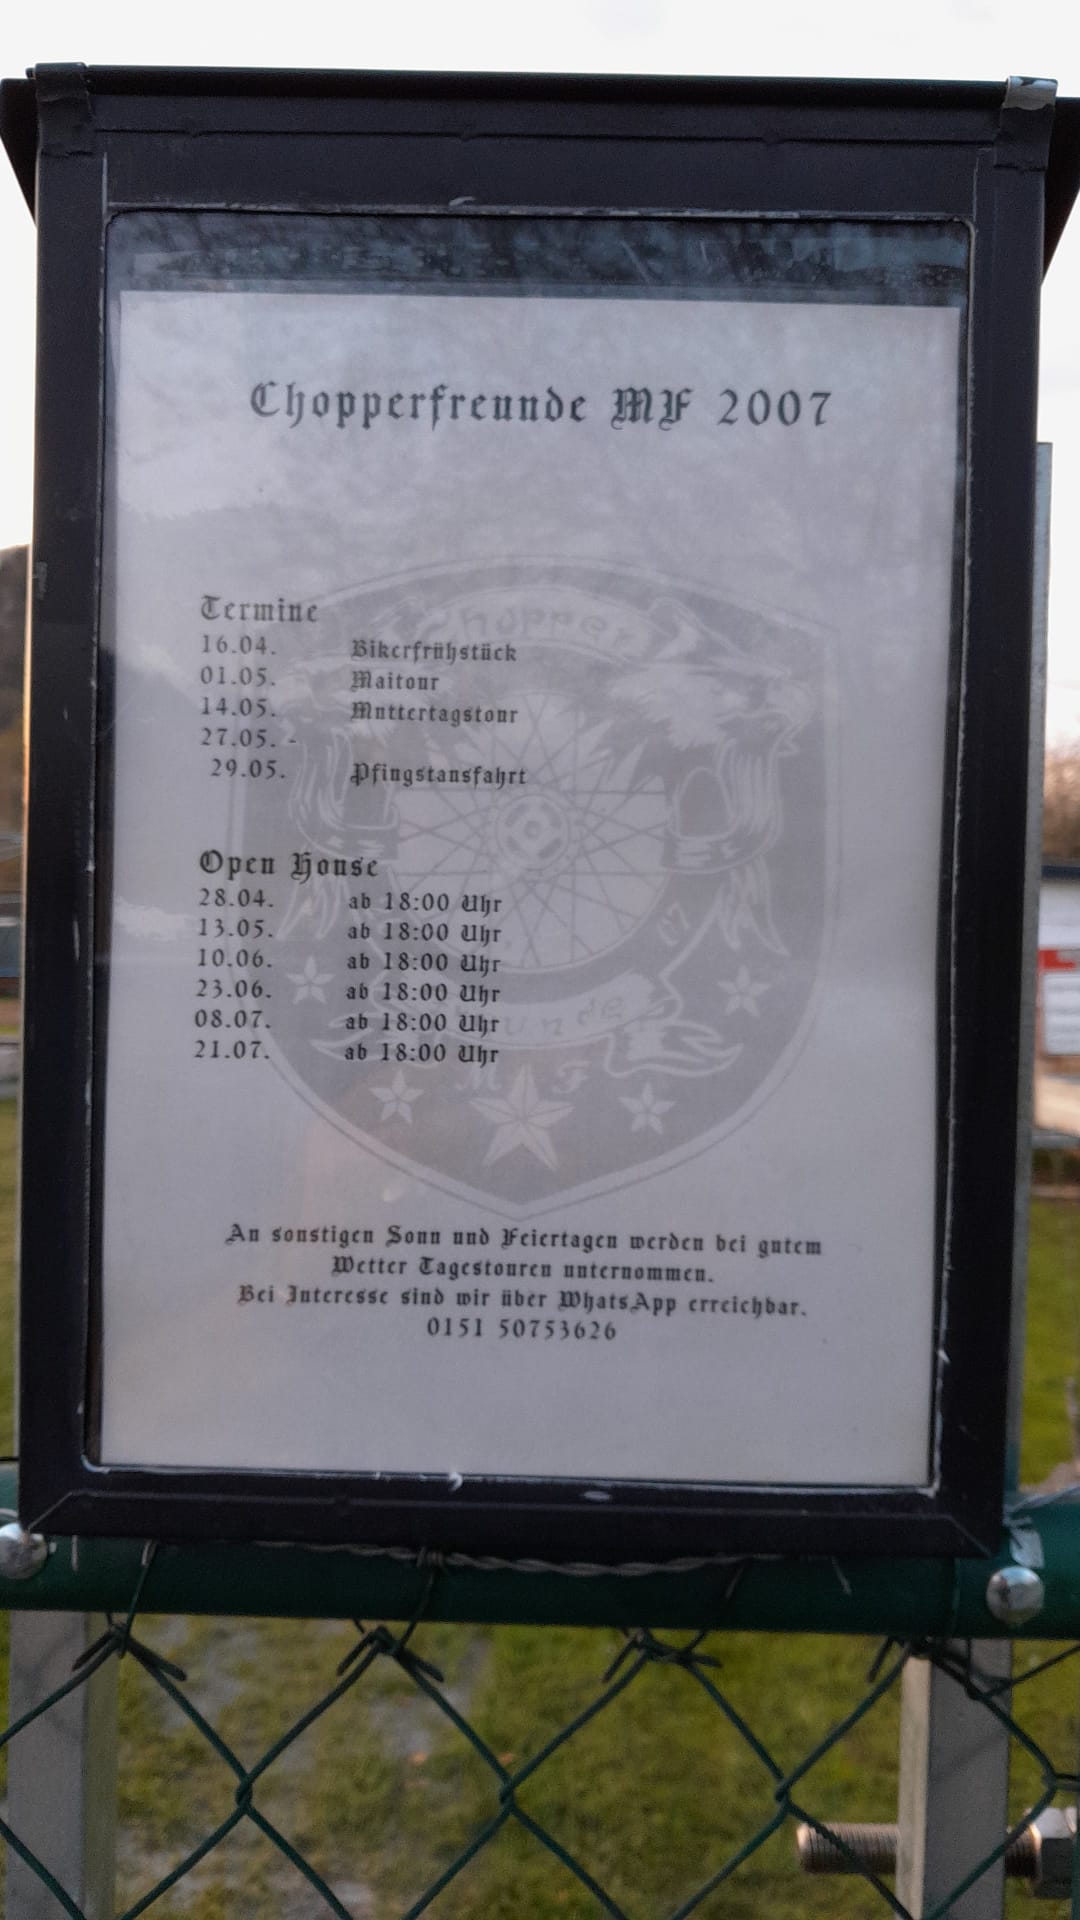 Chopperfreunde MF 2007
Chopper
Termine
16.04. Bikerfrühstück
01.05. Maitour
14.05. Muttertagstour
27.05. -
29.05. Pfingstausfahrt
Open House
28.04. ab 18:00 Uhr
13.05. ab 18:00 Uhr
10.06. ab 18:00 Uhr
23.06. ab 18:00 Uhr
08.07. ab 18:00 Uhr
21.07. ab 18:00 Uhr
M F
An sonstigen Sonn und Feiertagen werden bei gutem
Wetter Tagestouren unternommen.
Bei Interesse sind wir über WhatsApp erreichbar.
0151 50753626